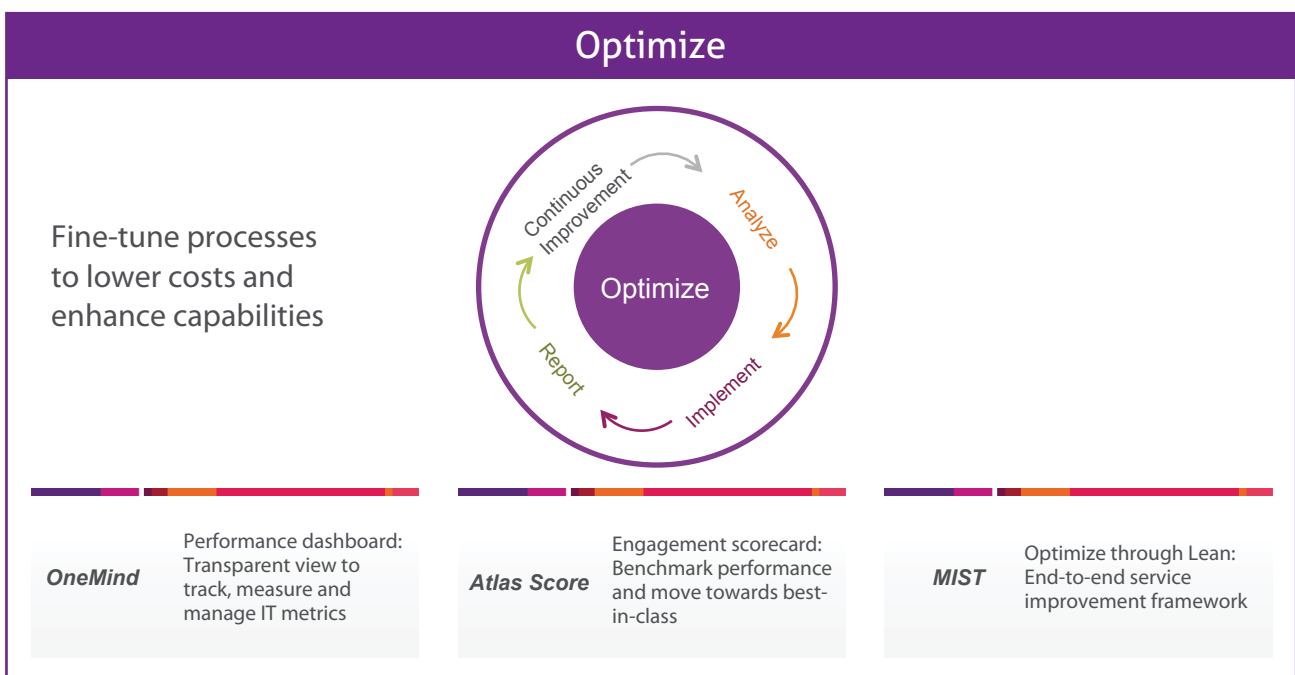 Optimize
Fine-tune processes
to lower costs and
enhance capabilities
Continuous
Improvement
Analyze
Optimize
Report
Implement
OneMind
Performance dashboard:
Transparent view to
track, measure and
manage IT metrics
Atlas Score
Engagement scorecard:
Benchmark performance
and move towards best-
in-class
MIST
Optimize through Lean:
End-to-end service
improvement framework